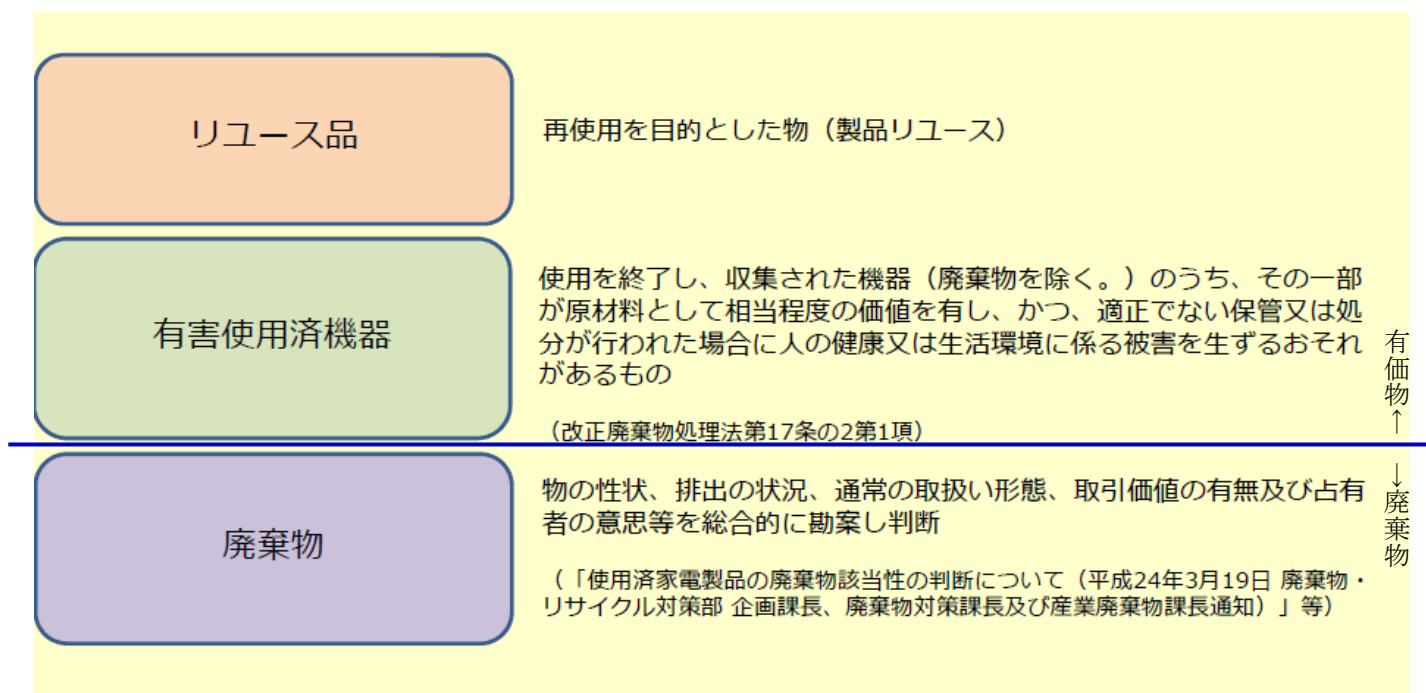 リユース品
再使用を目的とした物（製品リユース）
有害使用済機器
使用を終了し、収集された機器（廃棄物を除く。）のうち、その一部
が原材料として相当程度の価値を有し、かつ、適正でない保管又は処
分が行われた場合に人の健康又は生活環境に係る被害を生ずるおそれ
があるもの
（改正廃棄物処理法第17条の2第1項）
有価物↑
↓廃棄物
廃棄物
物の性状、排出の状況、通常の取扱い形態、取引価値の有無及び占有
者の意思等を総合的に勘案し判断
（「使用済家電製品の廃棄物該当性の判断について（平成24年3月19日 廃棄物・
リサイクル対策部 企画課長、廃棄物対策課長及び産業廃棄物課長通知）」等）